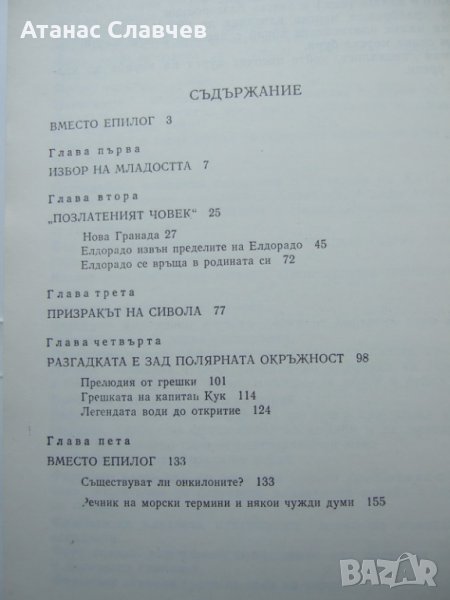 Атанас Славчев
СЪДЪРЖАНИЕ
ВМЕСТО ЕПИЛОГ 3
Глава първа
ИЗБОР НА МЛАДОСТТА 7
Глава втора
„ПОЗЛАТЕНИЯТ ЧОВЕК“ 25
Нова Гранада 27
Елдорадо извън пределите на Елдорадо 45
Елдорадо се връща в родината си 72
Глава трета
ПРИЗРАКЪТ НА СИВОЛА 77
Глава четвърта
РАЗГАДКАТА Е ЗАД ПОЛЯРНАТА ОКРЪЖНОСТ 98
Прелюдия от грешки 101
Грешката на капитан Кук 114
Легендата води до откритие 124
Глава пета
ВМЕСТО ЕПИЛОГ 133
Съществуват ли онкилоните? 133
Речник на морски термини и някои чужди думи 155
BAZAR
bazar.bg